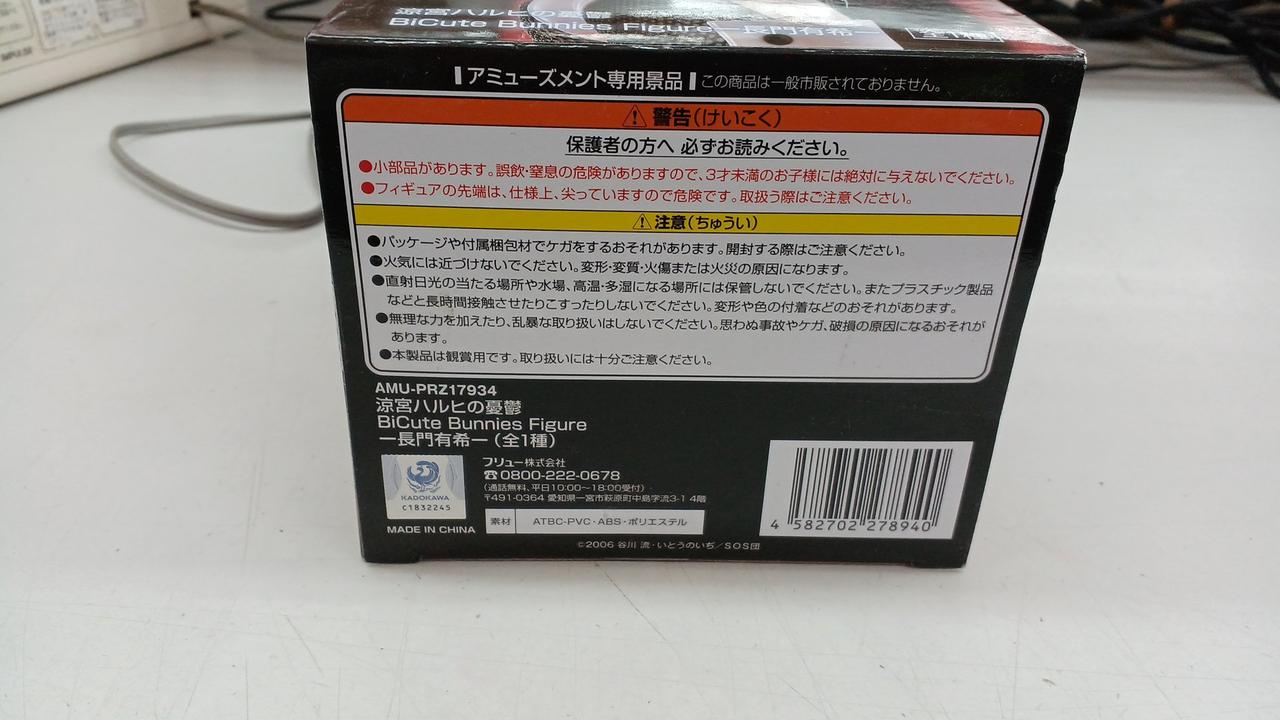 涼宮ハルヒの憂鬱
BiCute Bunnies Figure ー長門有希ー
全1種
アミューズメント専用景品 この商品は一般市販されておりません。
警告(けいこく)
保護者の方へ 必ずお読みください。
●小部品があります。誤飲・窒息の危険がありますので、3才未満のお子様には絶対に与えないでください。
●フィギュアの先端は、仕様上、尖っていますので危険です。取扱う際はご注意ください。
注意(ちゅうい)
●パッケージや付属梱包材でケガをするおそれがあります。開封する際はご注意ください。
●火気には近づけないでください。変形・変質・火傷または火災の原因になります。
●直射日光の当たる場所や水場、高温・多湿になる場所には保管しないでください。またプラスチック製品
などと長時間接触させたりこすったりしないでください。変形や色の付着などのおそれがあります。
●無理な力を加えたり、乱暴な取り扱いはしないでください。思わぬ事故やケガ、破損の原因になるおそれが
あります。
●本製品は観賞用です。取り扱いには十分ご注意ください。
AMU-PRZ17934
涼宮ハルヒの憂鬱
BiCute Bunnies Figure
ー長門有希ー(全1種)
KADOKAWA
C1832245
MADE IN CHINA
フリュー株式会社
☎0800-222-0678
(通話無料、平日10:00〜18:00受付)
〒491-0364 愛知県一宮市萩原町中島字流3-1 4階
素材 ATBC-PVC・ABS・ポリエステル
4 582702 278940
©2006 谷川 流・いとうのいぢ/SOS団